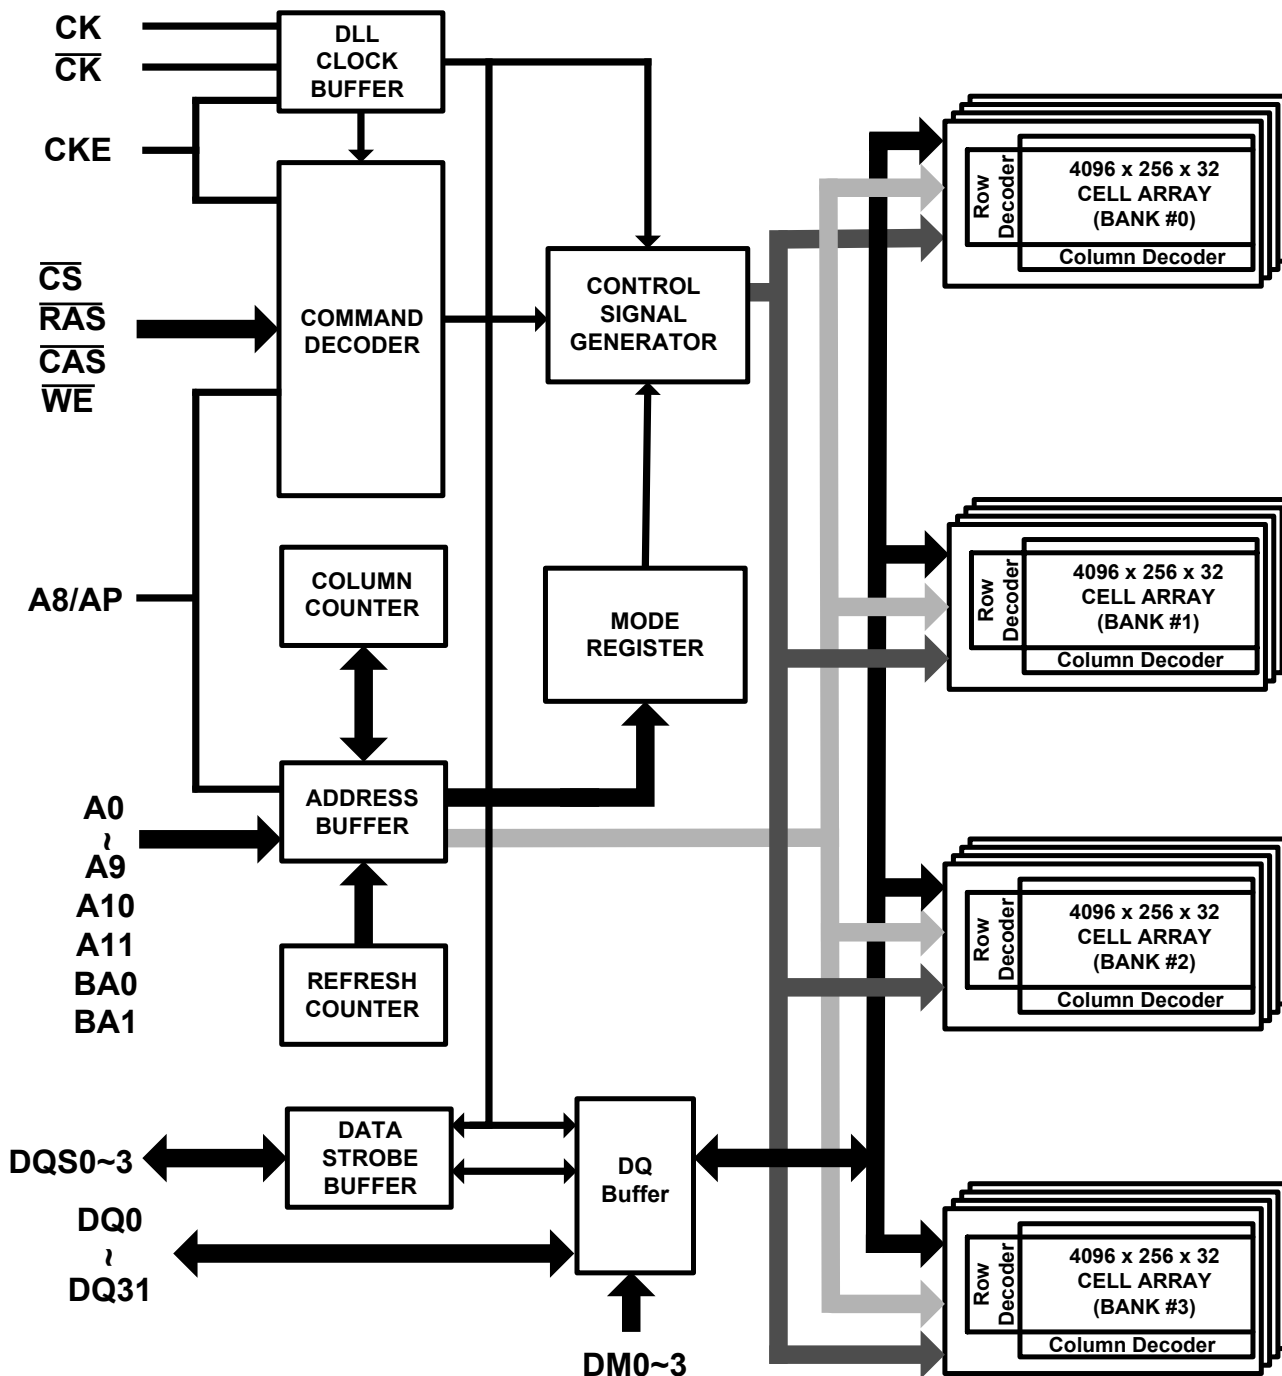 CK
CK
CKE
CS
RAS
CAS
WE
A8/AP
A0
~
A9
A10
A11
BA0
BA1
DQS0~3
DQ0
~
DQ31
DLL
CLOCK
BUFFER
COMMAND
DECODER
COLUMN
COUNTER
ADDRESS
BUFFER
REFRESH
COUNTER
DATA
STROBE
BUFFER
CONTROL
SIGNAL
GENERATOR
MODE
REGISTER
DQ
Buffer
DM0~3
Row
Decoder
4096 x 256 x 32
CELL ARRAY
(BANK #0)
Column Decoder
Row
Decoder
4096 x 256 x 32
CELL ARRAY
(BANK #1)
Column Decoder
Row
Decoder
4096 x 256 x 32
CELL ARRAY
(BANK #2)
Column Decoder
Row
Decoder
4096 x 256 x 32
CELL ARRAY
(BANK #3)
Column Decoder